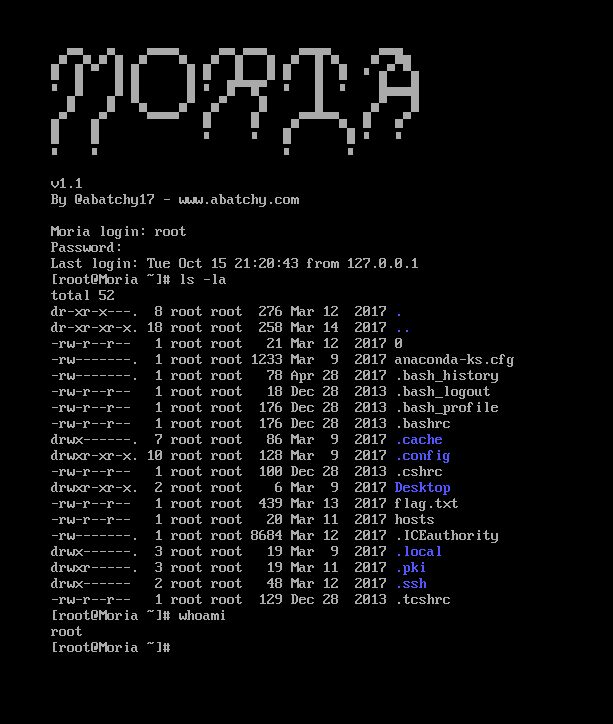 MORIA
v1.1
By @abatchy17 - www.abatchy.com
Moria login: root
Password:
Last login: Tue Oct 15 21:20:43 from 127.0.0.1
[root@Moria ~]# ls -la
total 52
dr-xr-x---.  8 root root  276 Mar 12  2017 .
dr-xr-xr-x. 18 root root  258 Mar 14  2017 ..
-rw-r--r--   1 root root   21 Mar 12  2017 0
-rw-------.  1 root root 1233 Mar  9  2017 anaconda-ks.cfg
-rw-------.  1 root root   78 Apr 28  2017 .bash_history
-rw-r--r--   1 root root   18 Dec 28  2013 .bash_logout
-rw-r--r--   1 root root  176 Dec 28  2013 .bash_profile
-rw-r--r--   1 root root  176 Dec 28  2013 .bashrc
drwx------.  7 root root   86 Mar  9  2017 .cache
drwxr-xr-x. 10 root root  128 Mar  9  2017 .config
-rw-r--r--   1 root root  100 Dec 28  2013 .cshrc
drwxr-xr-x.  2 root root    6 Mar  9  2017 Desktop
-rw-r--r--   1 root root  439 Mar 13  2017 flag.txt
-rw-r--r--   1 root root   20 Mar 11  2017 hosts
-rw-------.  1 root root 8684 Mar 12  2017 .ICEauthority
drwx------.  3 root root   19 Mar  9  2017 .local
drwxr-----.  3 root root   19 Mar 11  2017 .pki
drwx------   2 root root   48 Mar 12  2017 .ssh
-rw-r--r--   1 root root  129 Dec 28  2013 .tcshrc
[root@Moria ~]# whoami
root
[root@Moria ~]#